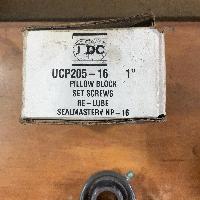 JDC
UCP205-16 1"
PILLOW BLOCK
SET SCREWS
RE-LUBE
SEALMASTER# NP-16